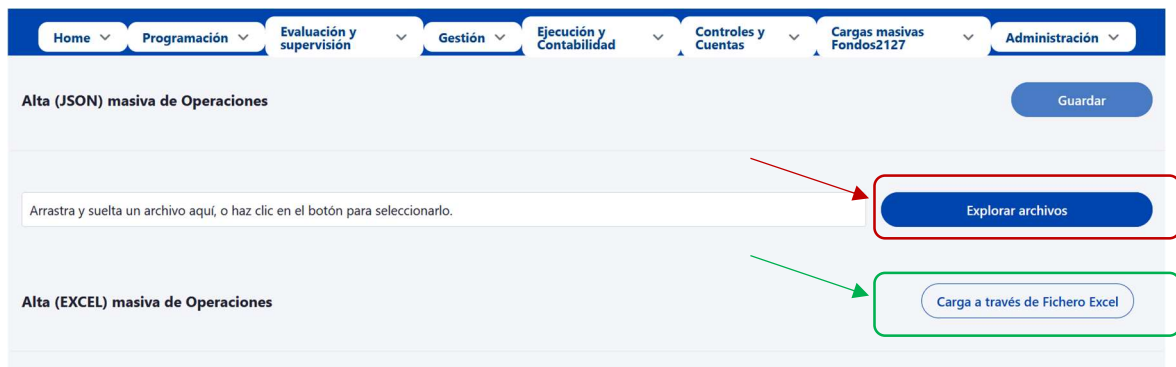 Home
Programación
Evaluación y
supervisión
Gestión
Ejecución y
Contabilidad
Controles y
Cuentas
Cargas masivas
Fondos2127
Administración
Alta (JSON) masiva de Operaciones
Guardar
Arrastra y suelta un archivo aquí, o haz clic en el botón para seleccionarlo.
Explorar archivos
Alta (EXCEL) masiva de Operaciones
Carga a través de Fichero Excel